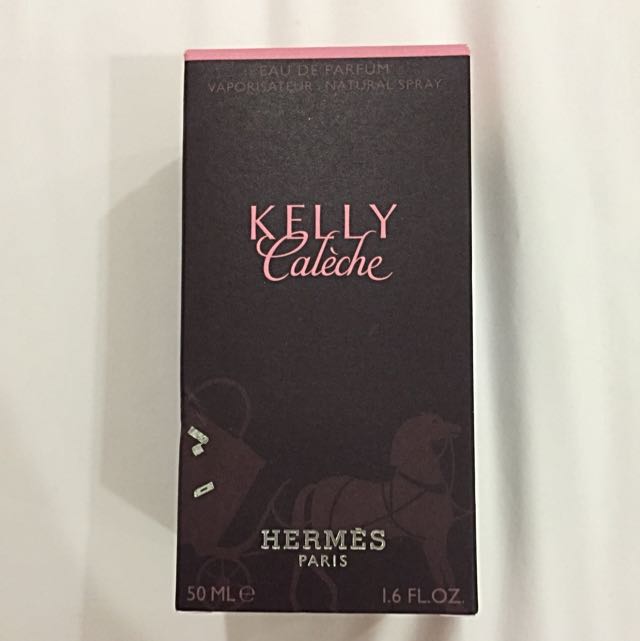 EAU DE PARFUM
VAPORISATEUR . NATURAL SPRAY
KELLY
Calèche
HERMÈS
PARIS
50 ML ℮ 1.6 FL.OZ.